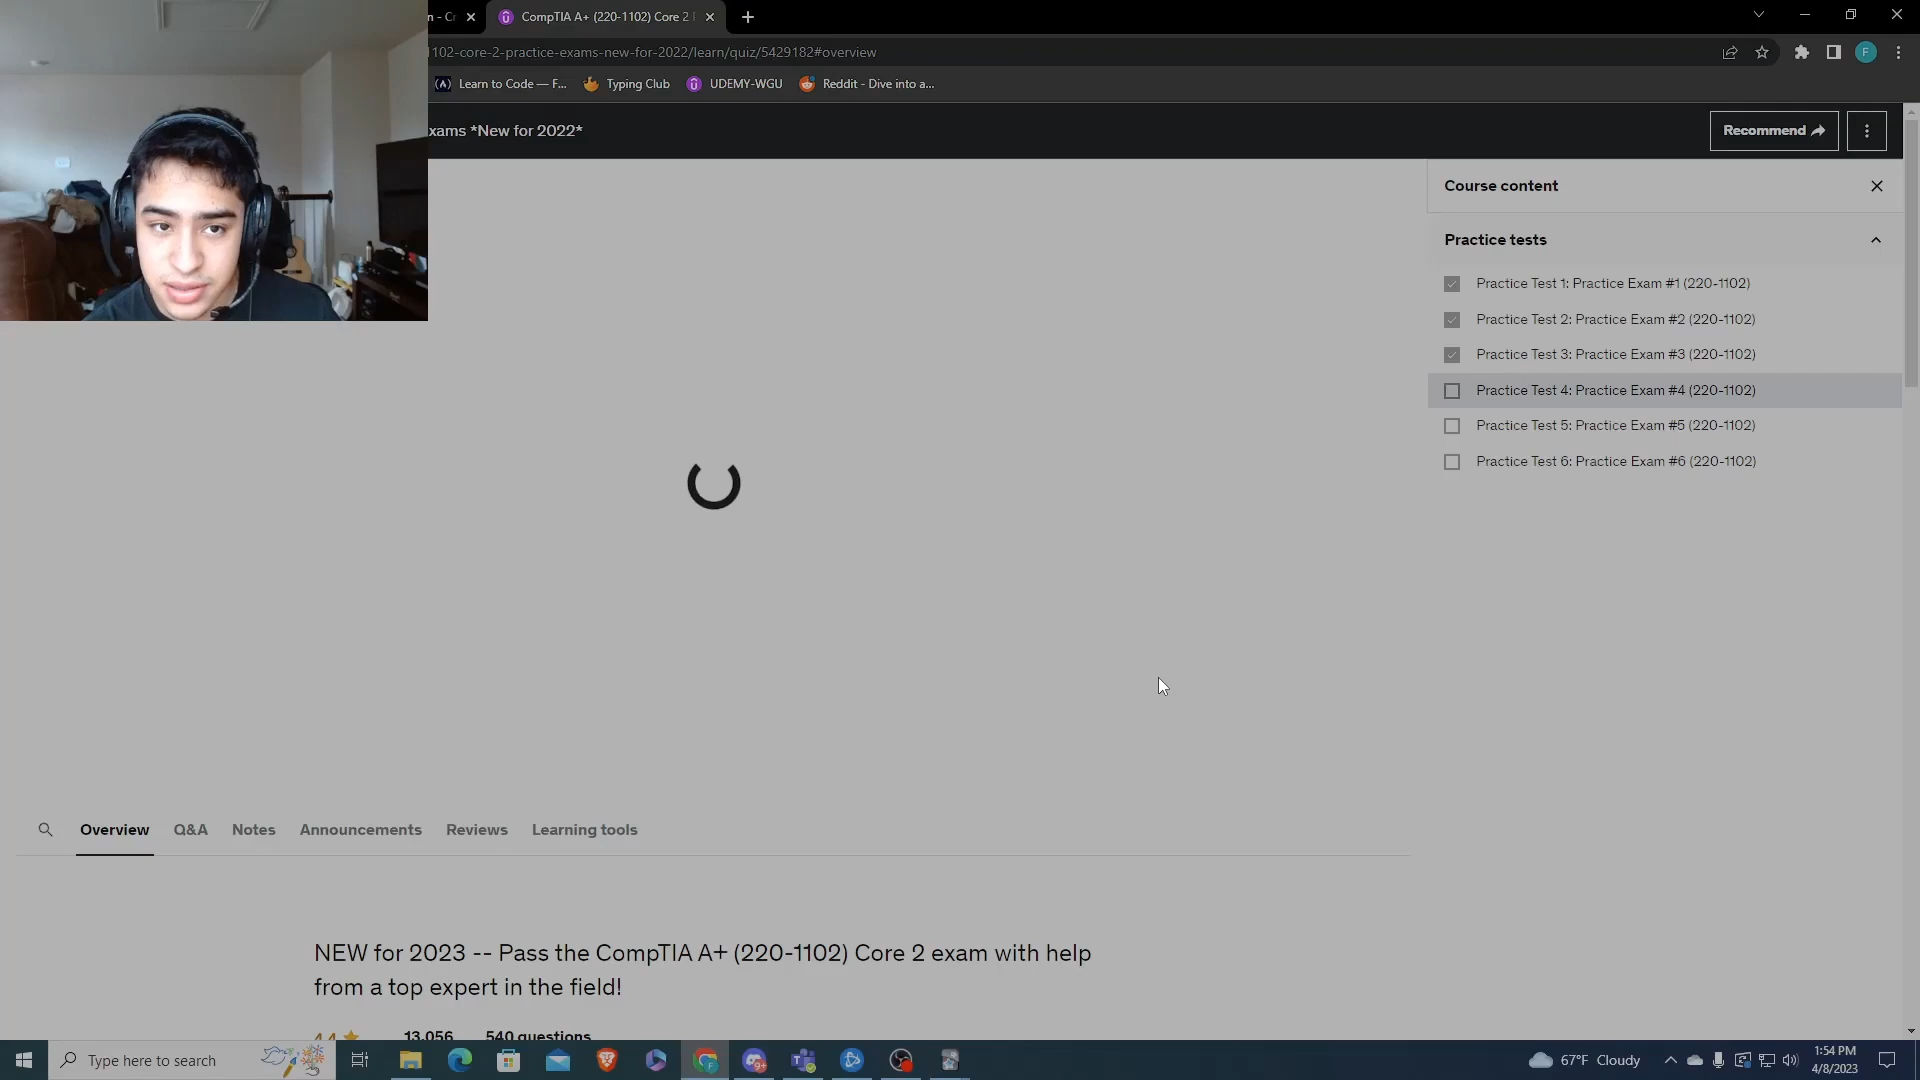 n - Cr
CompTIA A+ (220-1102) Core 2
1102-core-2-practice-exams-new-for-2022/learn/quiz/5429182#overview
F
Learn to Code — F...
Typing Club
UDEMY-WGU
Reddit - Dive into a...
xams *New for 2022*
Recommend
Course content
Practice tests
Practice Test 1: Practice Exam #1 (220-1102)
Practice Test 2: Practice Exam #2 (220-1102)
Practice Test 3: Practice Exam #3 (220-1102)
Practice Test 4: Practice Exam #4 (220-1102)
Practice Test 5: Practice Exam #5 (220-1102)
Practice Test 6: Practice Exam #6 (220-1102)
Overview
Q&A
Notes
Announcements
Reviews
Learning tools
NEW for 2023 -- Pass the CompTIA A+ (220-1102) Core 2 exam with help
from a top expert in the field!
4.4
13,056
540 questions
Type here to search
67°F Cloudy
1:54 PM
4/8/2023